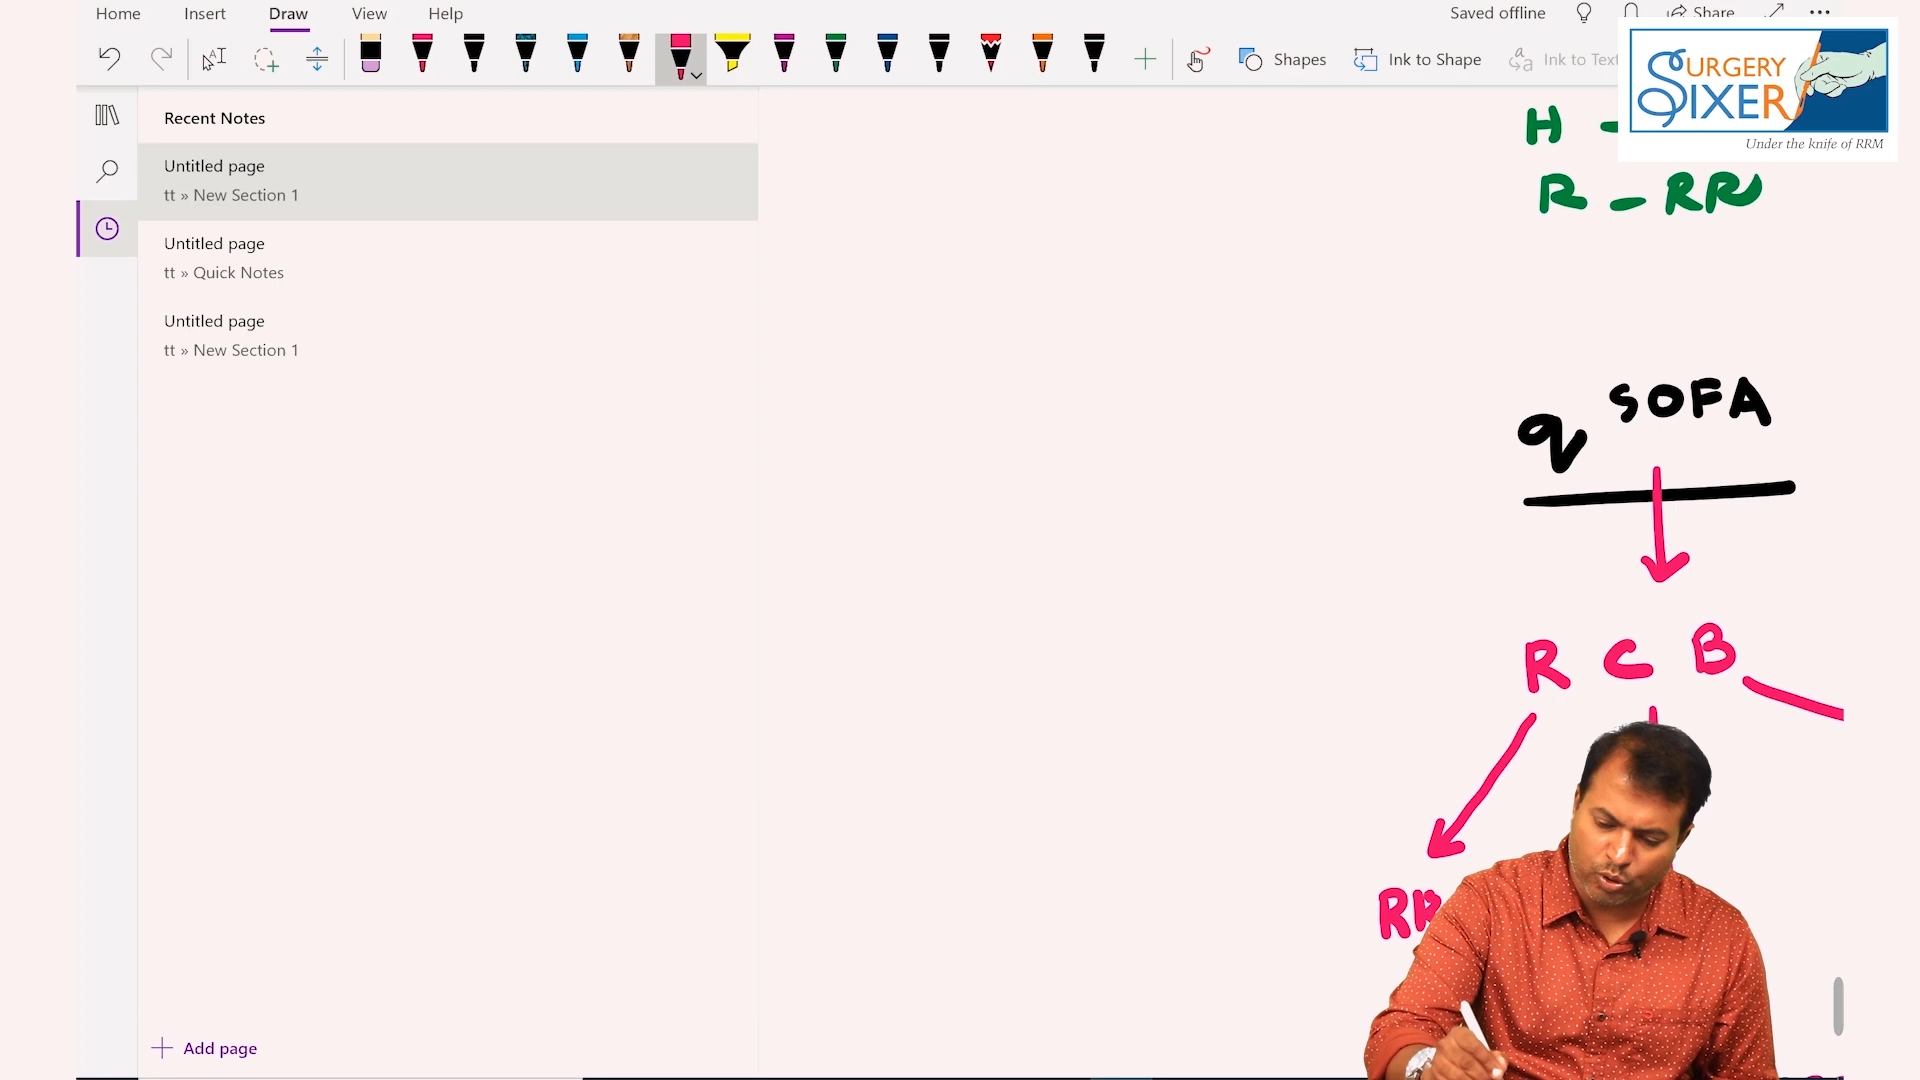 Home Insert Draw View Help
Saved offline Share
Shapes Ink to Shape Ink to Text
SURGERY
SIXER
Under the knife of RRM
Recent Notes
Untitled page
tt » New Section 1
Untitled page
tt » Quick Notes
Untitled page
tt » New Section 1
Add page
H -
R - RR
q SOFA
R C B
RR